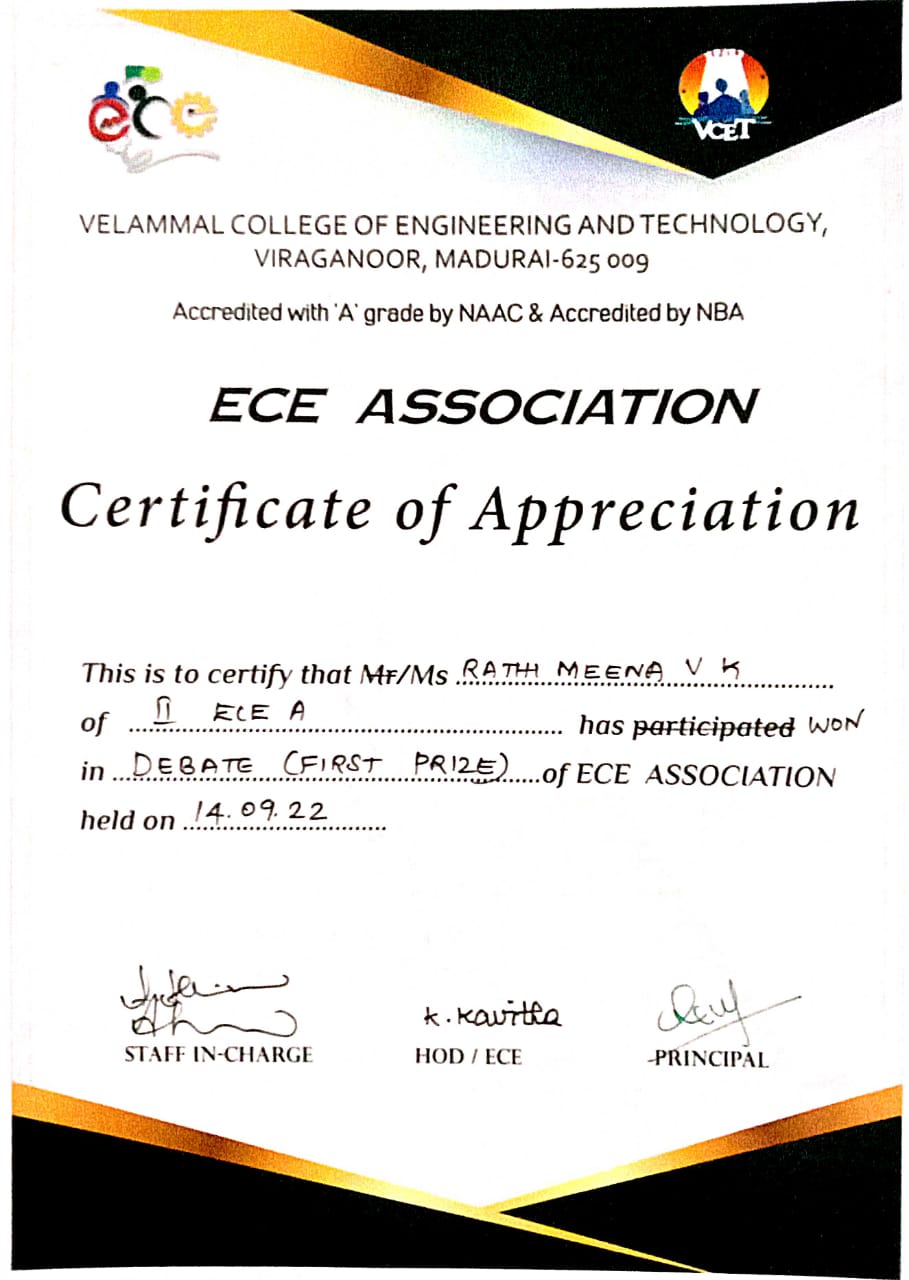 ece
VCET
VELAMMAL COLLEGE OF ENGINEERING AND TECHNOLOGY,
VIRAGANOOR, MADURAI-625 009
Accredited with 'A' grade by NAAC & Accredited by NBA
ECE ASSOCIATION
Certificate of Appreciation
This is to certify that Mr/Ms RATHI MEENA V K
of II ECE A has participated WON
in DEBATE (FIRST PRIZE) of ECE ASSOCIATION
held on 14.09.22
K. Kavitha
STAFF IN-CHARGE HOD / ECE PRINCIPAL